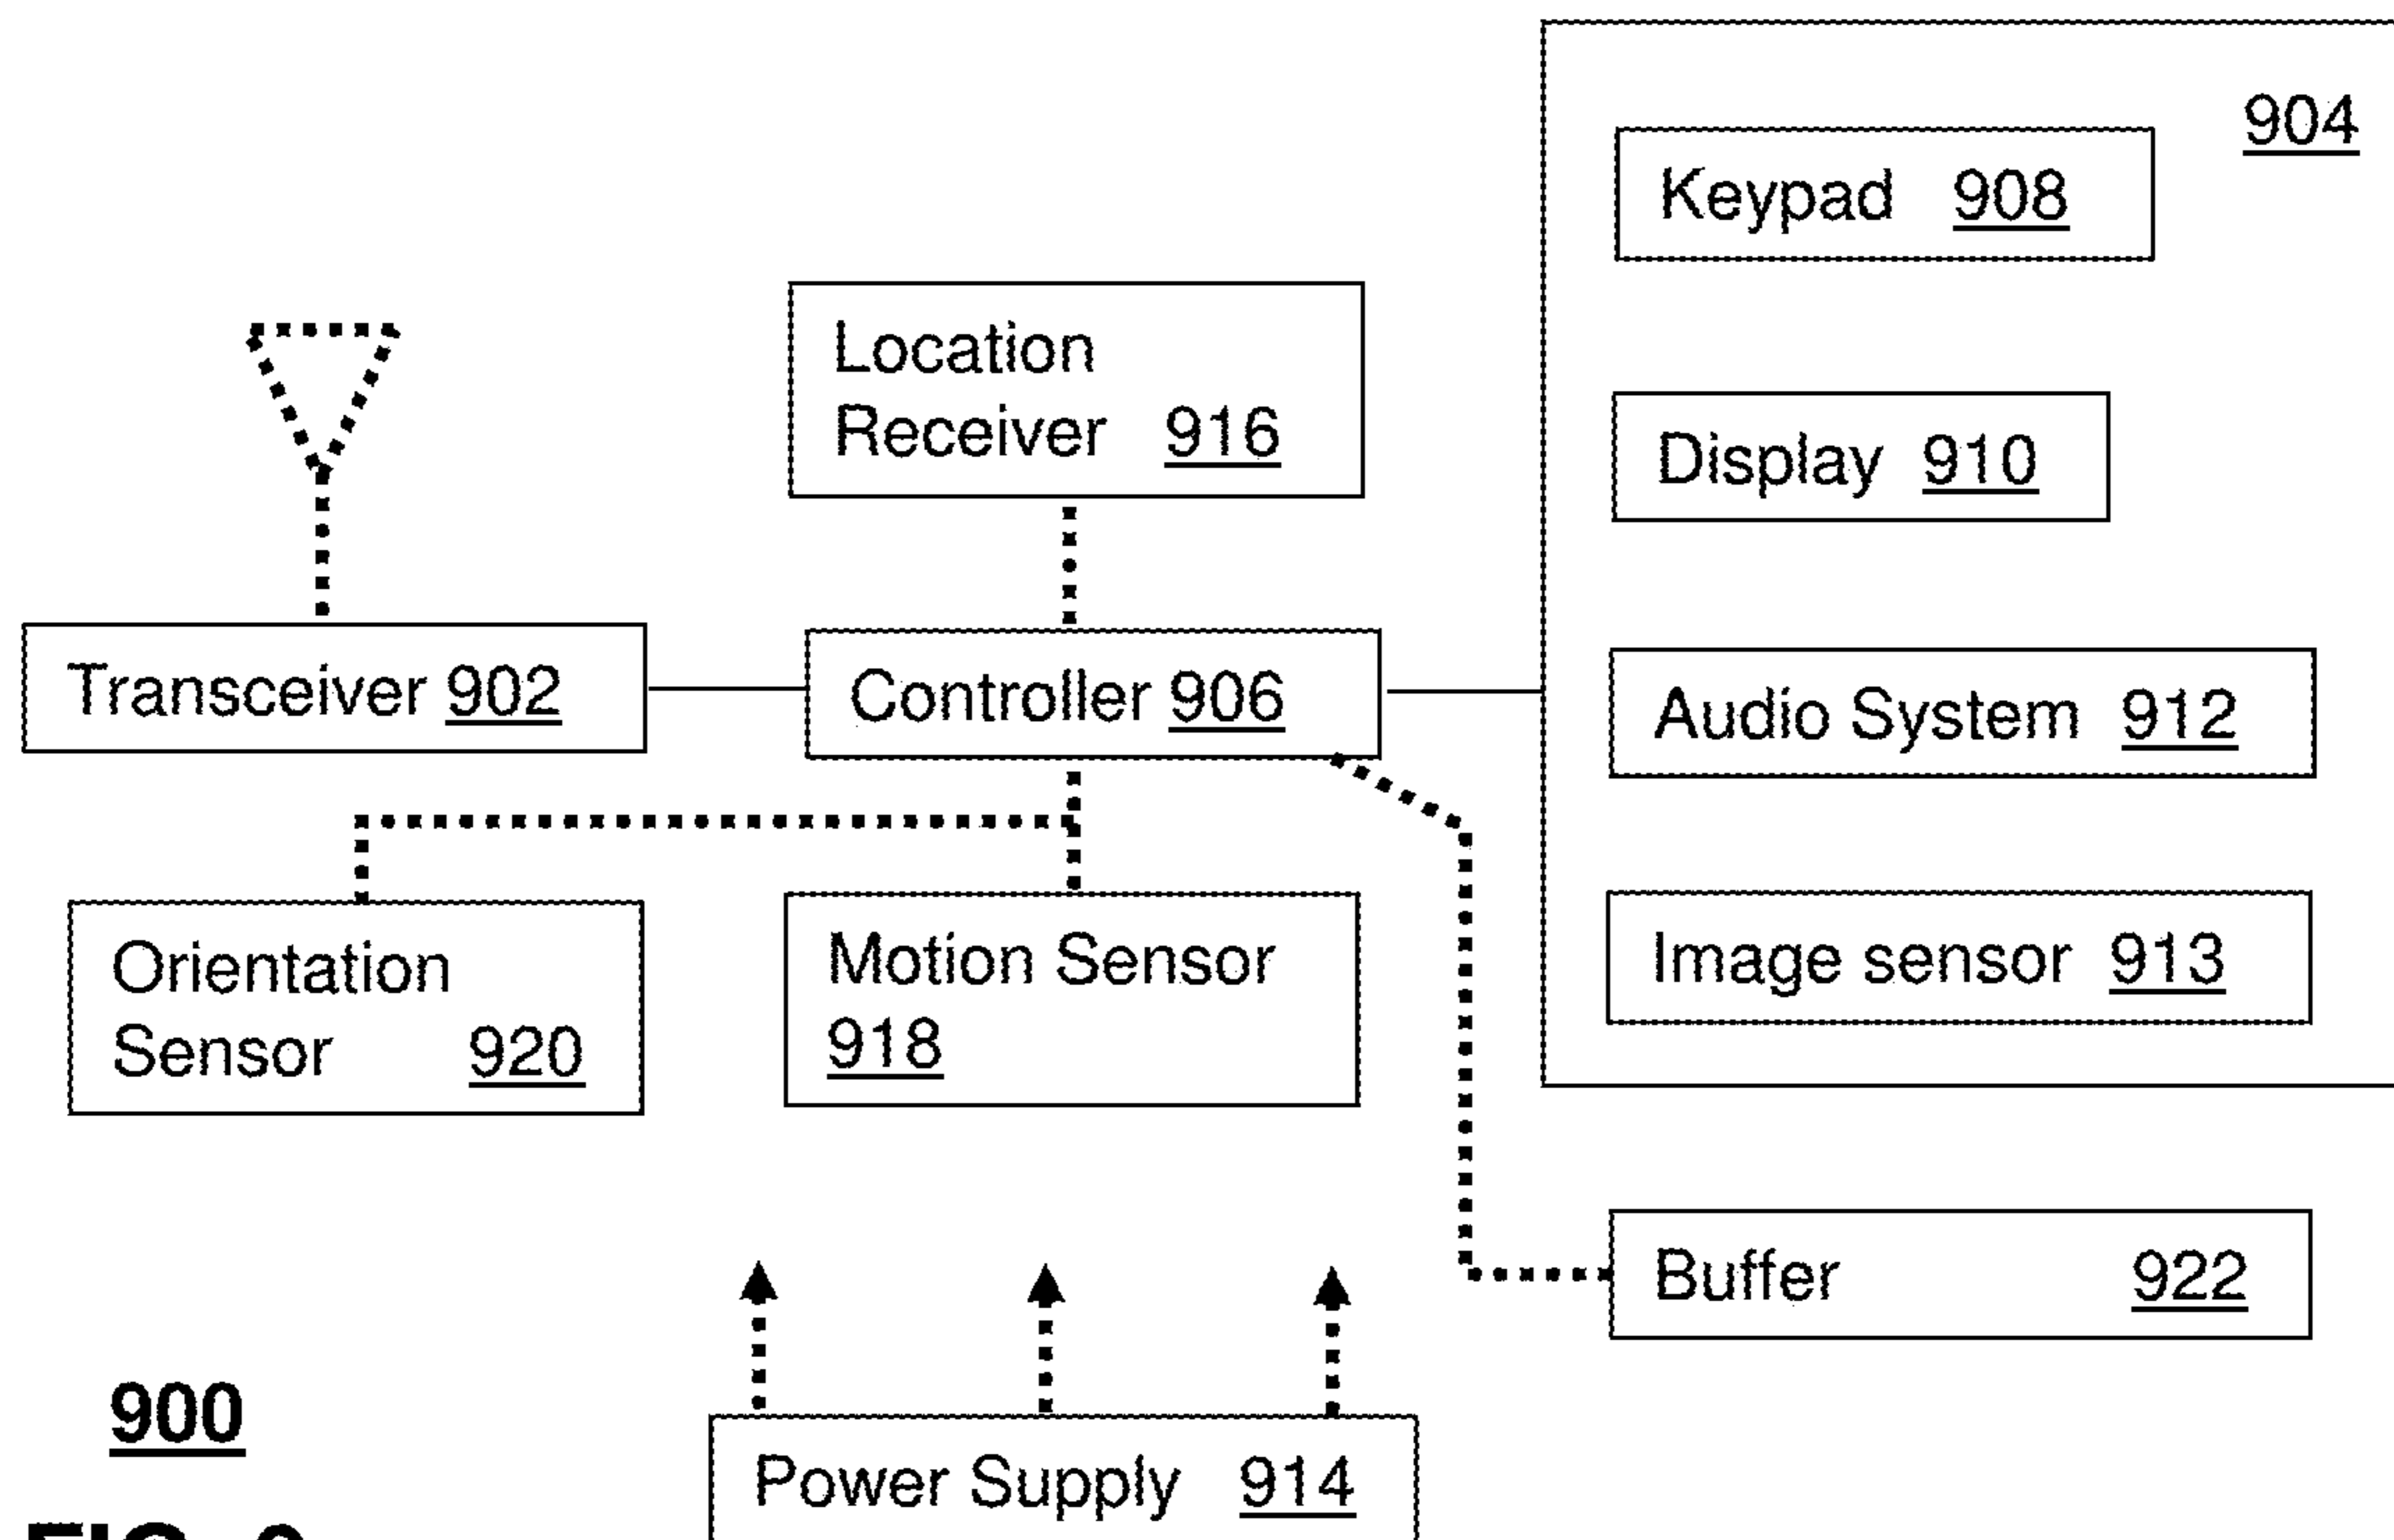 904
Keypad 908
Location
Receiver 916
Display 910
Transceiver 902
Controller 906
Audio System 912
Orientation
Sensor 920
Motion Sensor
918
Image sensor 913
Buffer 922
900
Power Supply 914